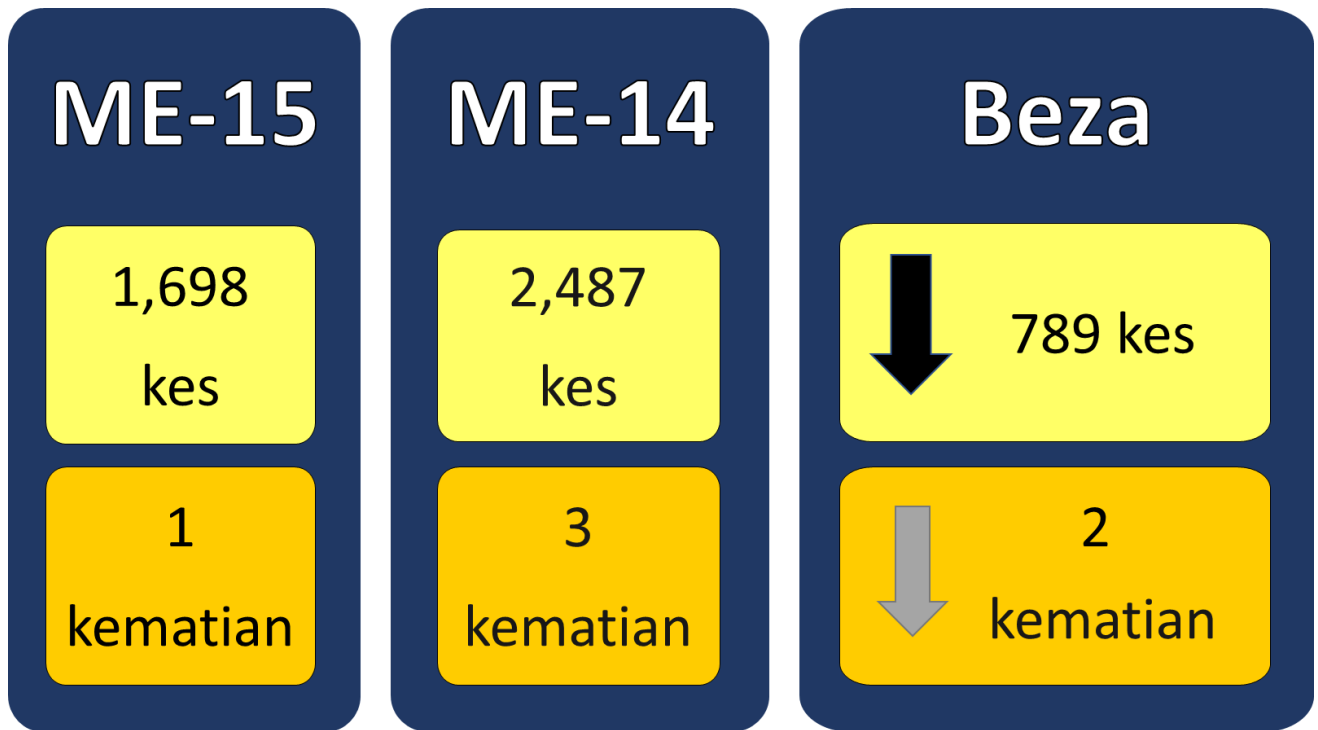 ME-15
1,698
kes
1
kematian
ME-14
2,487
kes
3
kematian
Beza
789 kes
2
kematian